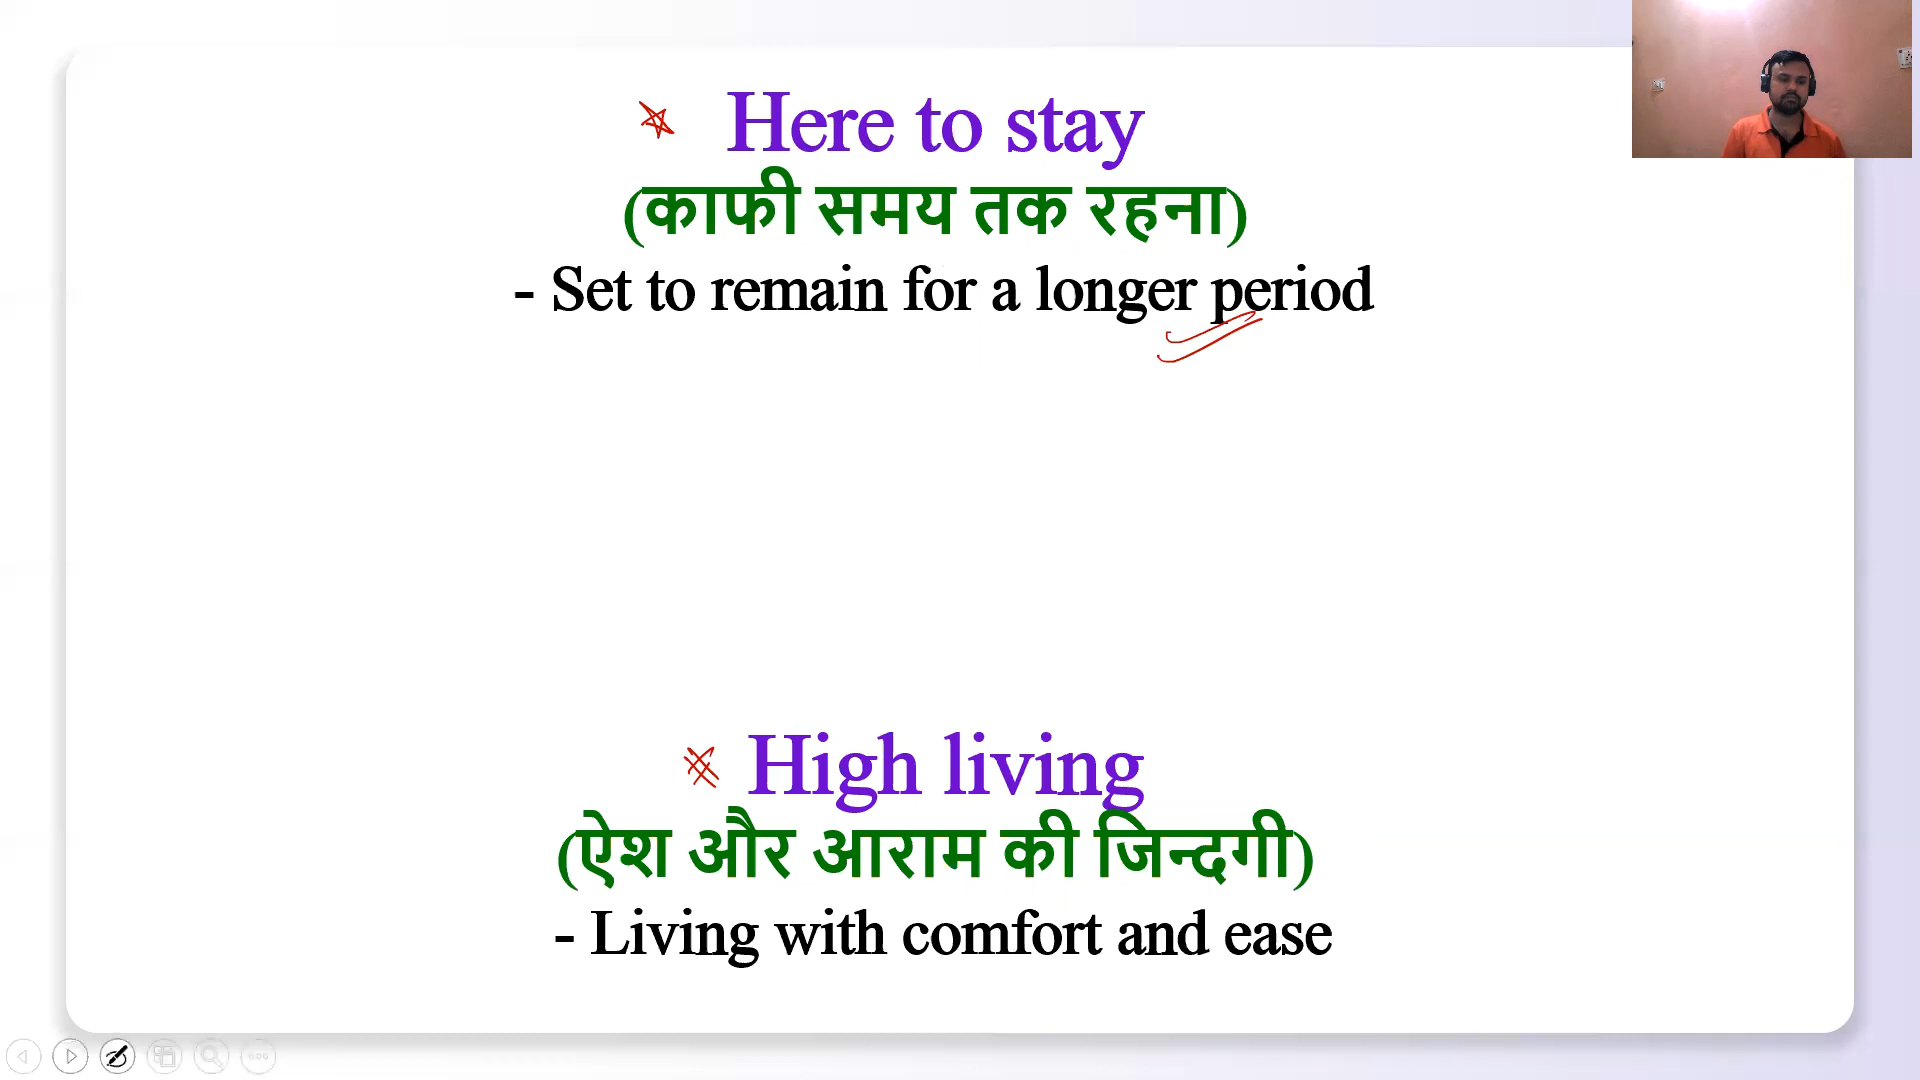 Here to stay
(काफी समय तक रहना)
- Set to remain for a longer period
High living
(ऐश और आराम की जिन्दगी)
- Living with comfort and ease